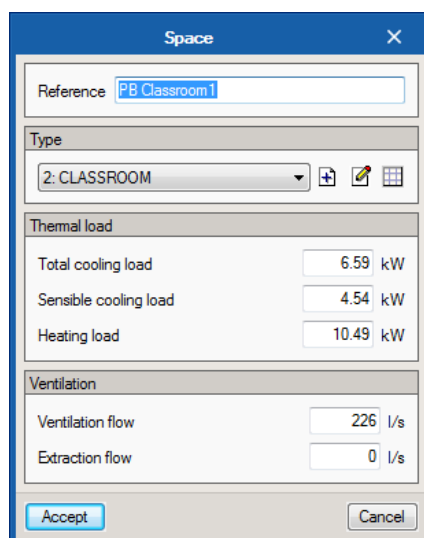 Space
Reference PB Classroom1
Type
2: CLASSROOM
Thermal load
Total cooling load 6.59 kW
Sensible cooling load 4.54 kW
Heating load 10.49 kW
Ventilation
Ventilation flow 226 l/s
Extraction flow 0 l/s
Accept Cancel